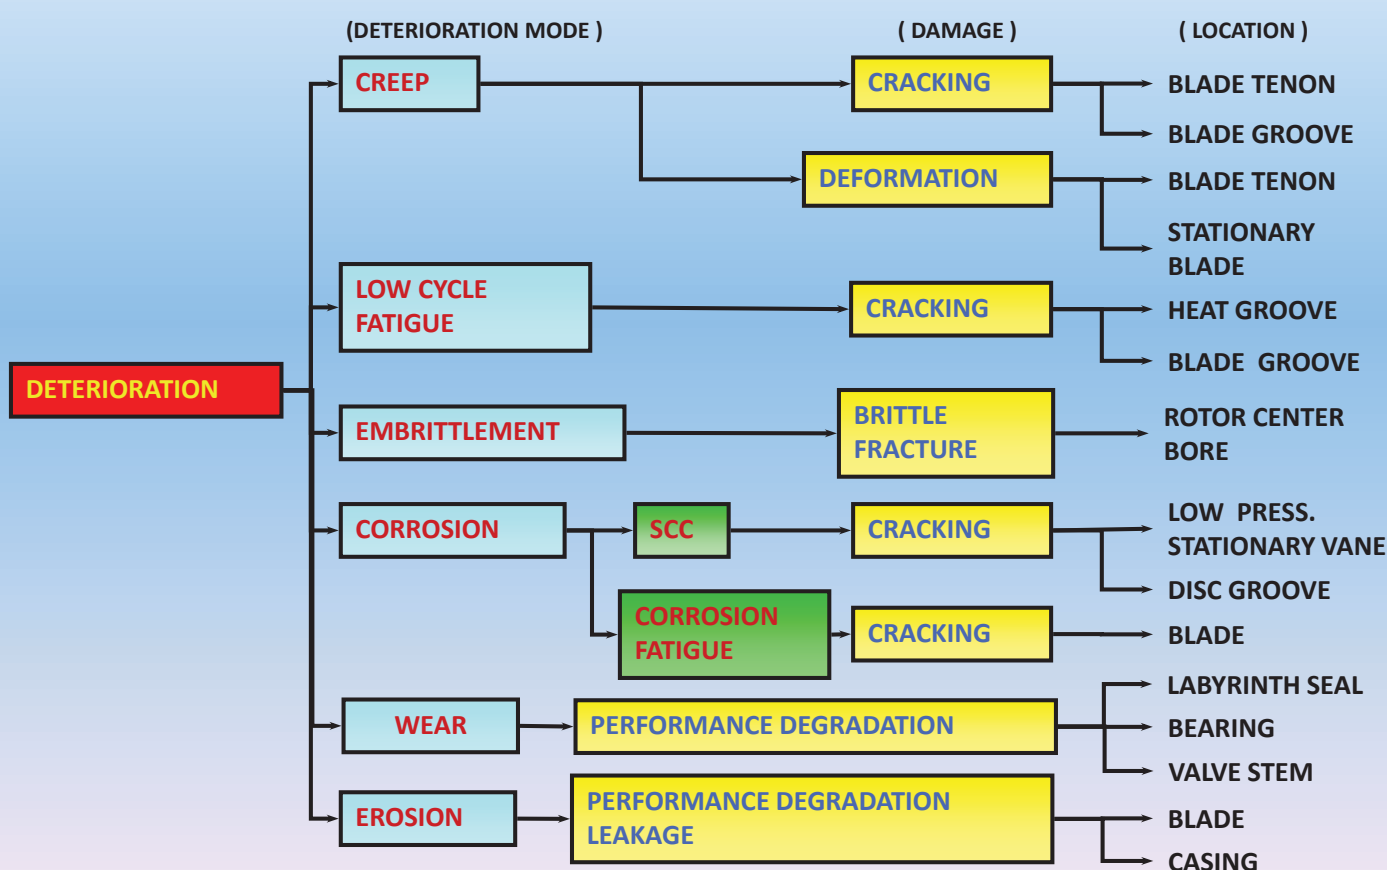 (DETERIORATION MODE )
( DAMAGE )
( LOCATION )
CREEP
CRACKING
BLADE TENON
BLADE GROOVE
DEFORMATION
BLADE TENON
STATIONARY
BLADE
LOW CYCLE
FATIGUE
CRACKING
HEAT GROOVE
BLADE GROOVE
DETERIORATION
EMBRITTLEMENT
BRITTLE
FRACTURE
ROTOR CENTER
BORE
CORROSION
SCC
CRACKING
LOW PRESS.
STATIONARY VANE
DISC GROOVE
CORROSION
FATIGUE
CRACKING
BLADE
WEAR
PERFORMANCE DEGRADATION
LABYRINTH SEAL
BEARING
VALVE STEM
EROSION
PERFORMANCE DEGRADATION
LEAKAGE
BLADE
CASING